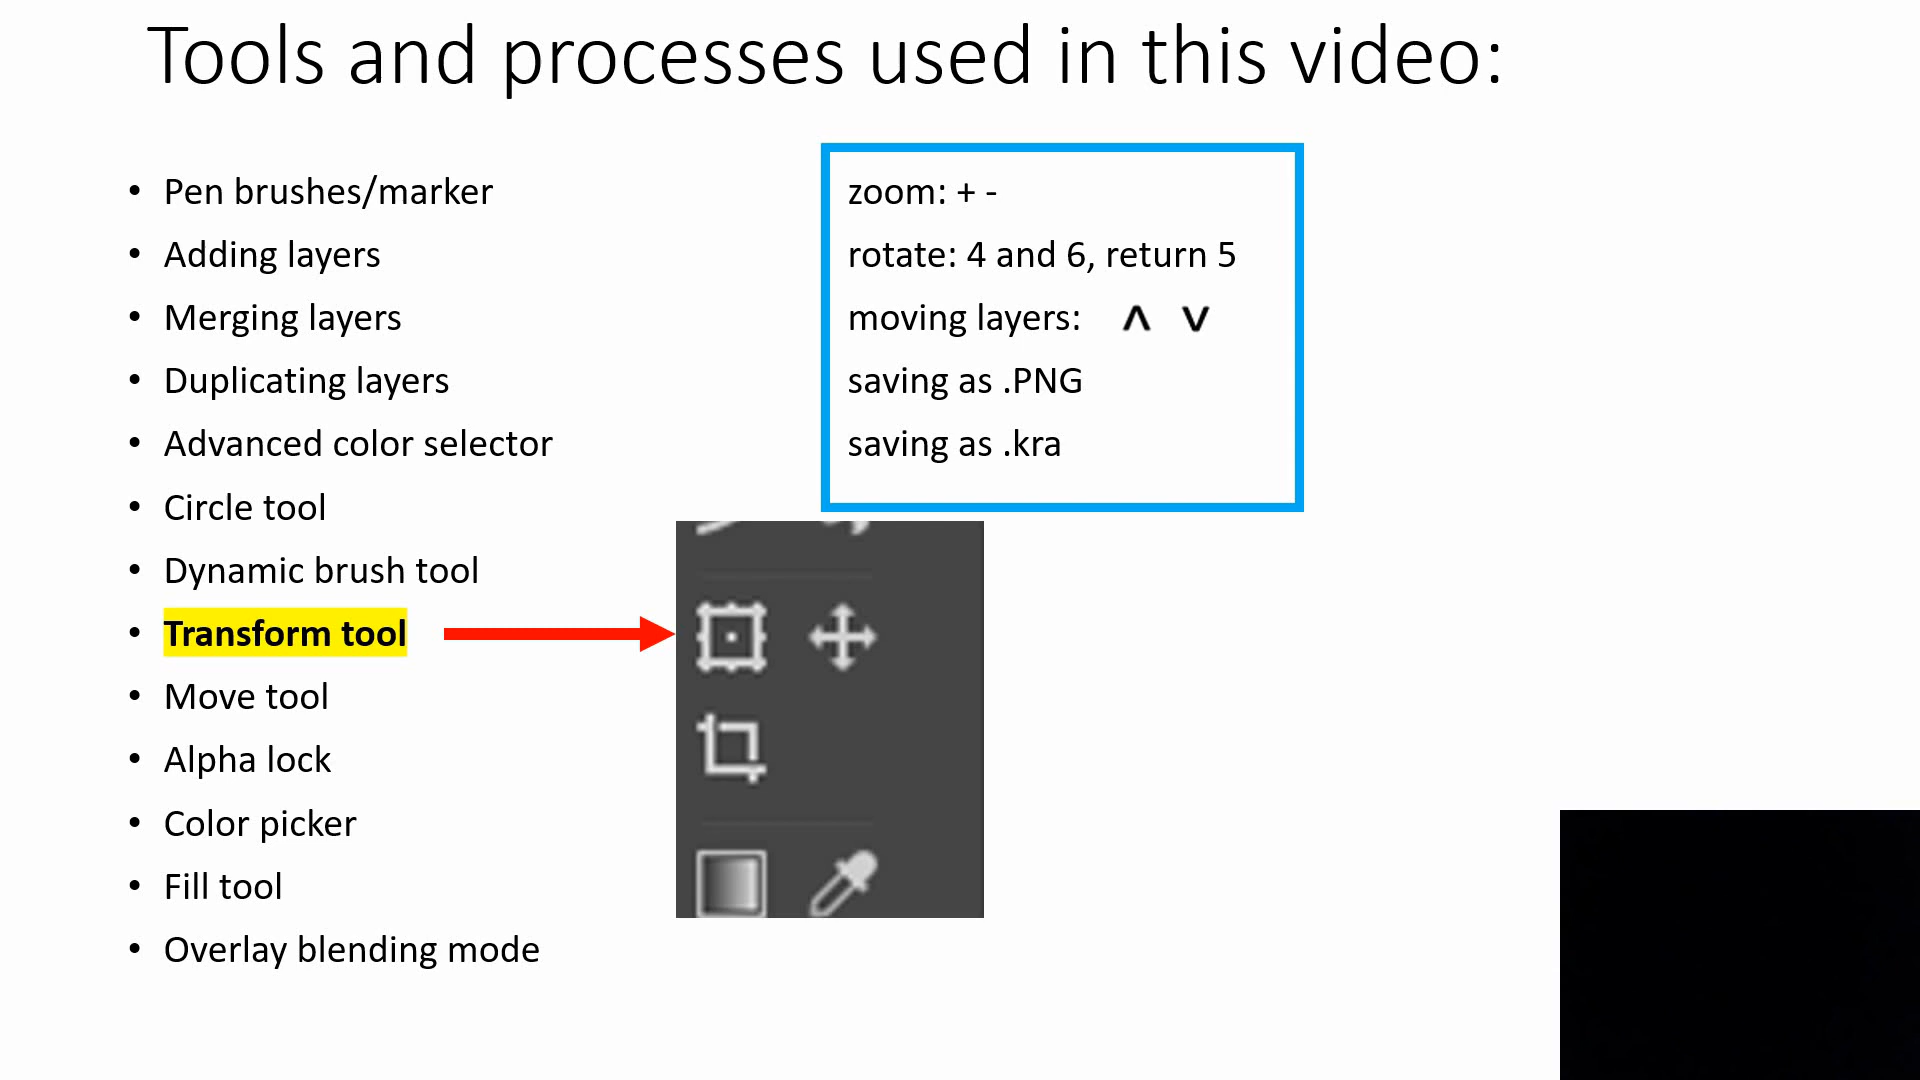 Tools and processes used in this video:
• Pen brushes/marker
• Adding layers
• Merging layers
• Duplicating layers
• Advanced color selector
• Circle tool
• Dynamic brush tool
• Transform tool
• Move tool
• Alpha lock
• Color picker
• Fill tool
• Overlay blending mode
zoom: + -
rotate: 4 and 6, return 5
moving layers: ∧ ∨
saving as .PNG
saving as .kra